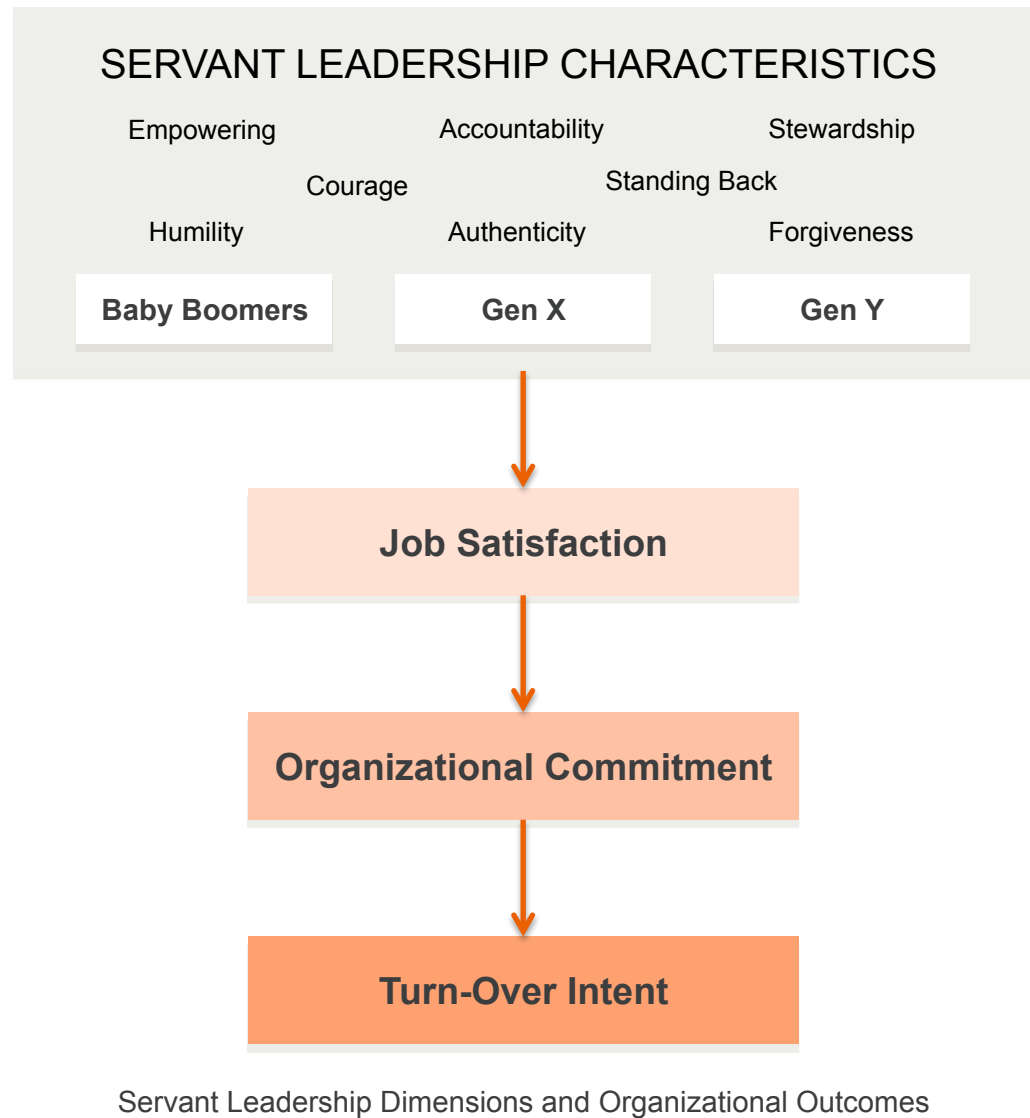 SERVANT LEADERSHIP CHARACTERISTICS
Empowering Accountability Stewardship
Courage Standing Back
Humility Authenticity Forgiveness
Baby Boomers Gen X Gen Y
Job Satisfaction
Organizational Commitment
Turn-Over Intent
Servant Leadership Dimensions and Organizational Outcomes